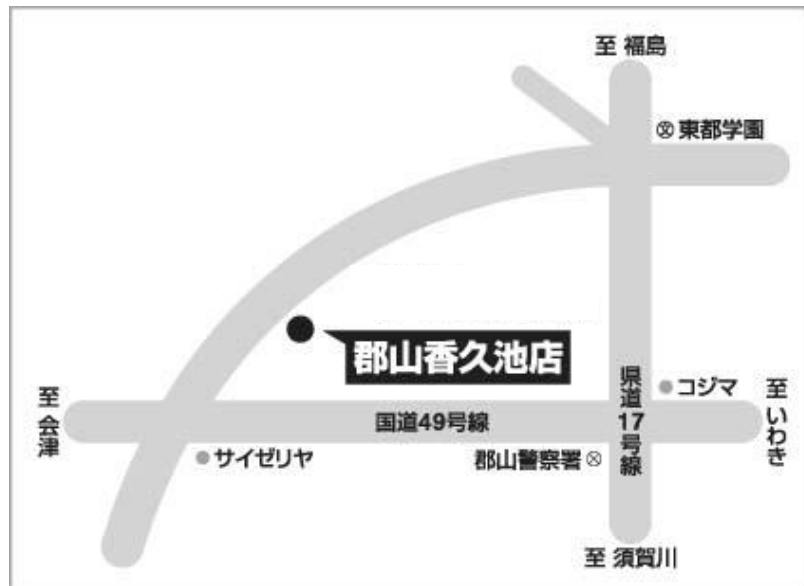 至 福島
東都学園
郡山香久池店
コジマ
至会津
国道49号線
県道17号線
至いわき
サイゼリヤ
郡山警察署
至 須賀川